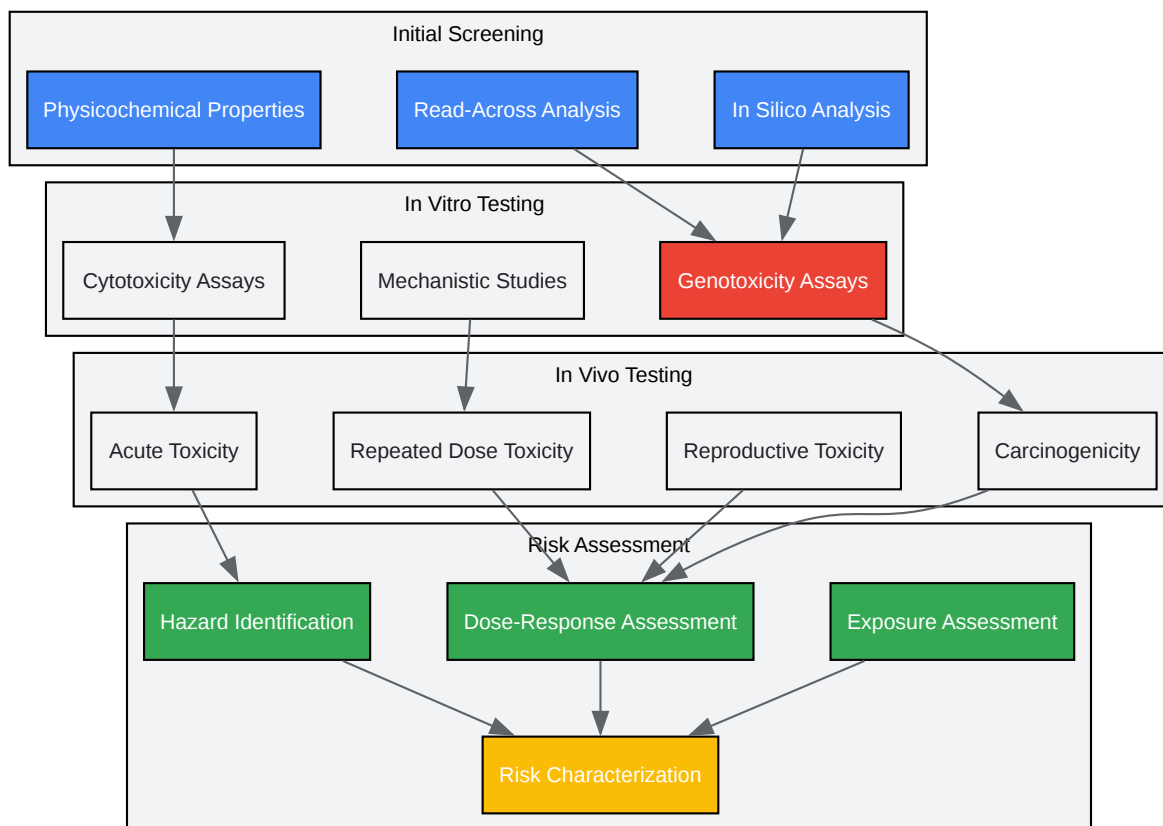 Initial Screening
Physicochemical Properties
Read-Across Analysis
In Silico Analysis
In Vitro Testing
Cytotoxicity Assays
Mechanistic Studies
Genotoxicity Assays
In Vivo Testing
Acute Toxicity
Repeated Dose Toxicity
Reproductive Toxicity
Carcinogenicity
Risk Assessment
Hazard Identification
Dose-Response Assessment
Exposure Assessment
Risk Characterization